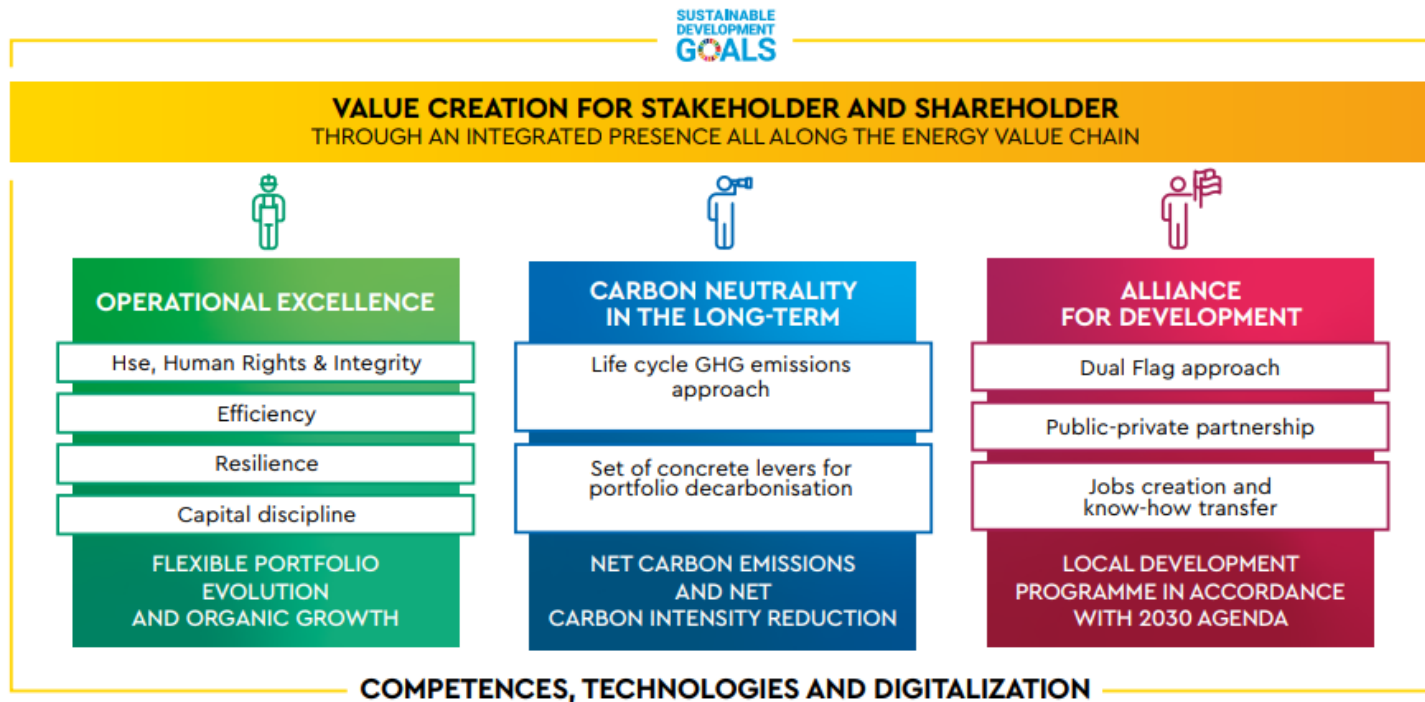 SUSTAINABLE
DEVELOPMENT
GOALS
VALUE CREATION FOR STAKEHOLDER AND SHAREHOLDER
THROUGH AN INTEGRATED PRESENCE ALL ALONG THE ENERGY VALUE CHAIN
OPERATIONAL EXCELLENCE
Hse, Human Rights & Integrity
Efficiency
Resilience
Capital discipline
FLEXIBLE PORTFOLIO
EVOLUTION
AND ORGANIC GROWTH
CARBON NEUTRALITY
IN THE LONG-TERM
Life cycle GHG emissions
approach
Set of concrete levers for
portfolio decarbonisation
NET CARBON EMISSIONS
AND NET
CARBON INTENSITY REDUCTION
ALLIANCE
FOR DEVELOPMENT
Dual Flag approach
Public-private partnership
Jobs creation and
know-how transfer
LOCAL DEVELOPMENT
PROGRAMME IN ACCORDANCE
WITH 2030 AGENDA
COMPETENCES, TECHNOLOGIES AND DIGITALIZATION